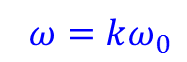 ω = kω₀